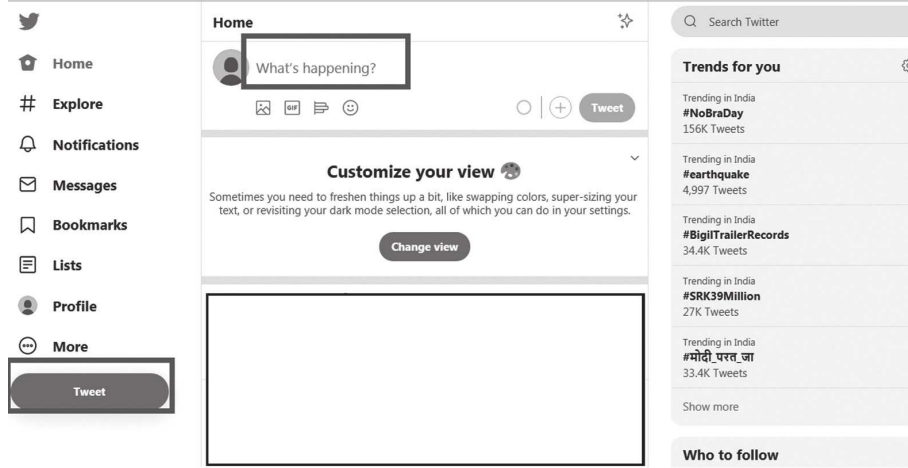 Home
Explore
Notifications
Messages
Bookmarks
Lists
Profile
More
Tweet
Home
What's happening?
GIF
Tweet
Customize your view
Sometimes you need to freshen things up a bit, like swapping colors, super-sizing your
text, or revisiting your dark mode selection, all of which you can do in your settings.
Change view
Search Twitter
Trends for you
Trending in India
#NoBraDay
156K Tweets
Trending in India
#earthquake
4,997 Tweets
Trending in India
#BigilTrailerRecords
34.4K Tweets
Trending in India
#SRK39Million
27K Tweets
Trending in India
#मोदी_परत_जा
33.4K Tweets
Show more
Who to follow